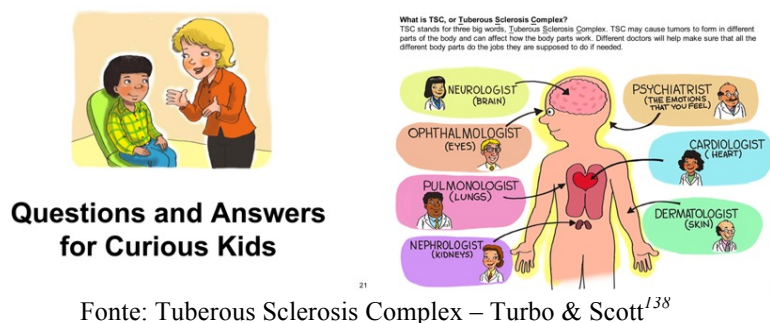 Questions and Answers
for Curious Kids
21
What is TSC, or Tuberous Sclerosis Complex?
TSC stands for three big words, Tuberous Sclerosis Complex. TSC may cause tumors to form in different
parts of the body and can affect how the body parts work. Different doctors will help make sure that all the
different body parts do the jobs they are supposed to do if needed.
NEUROLOGIST
(BRAIN)
OPHTHALMOLOGIST
(EYES)
PULMONOLOGIST
(LUNGS)
NEPHROLOGIST
(KIDNEYS)
PSYCHIATRIST
(THE EMOTIONS
THAT YOU FEEL)
CARDIOLOGIST
(HEART)
DERMATOLOGIST
(SKIN)
Fonte: Tuberous Sclerosis Complex – Turbo & Scott138